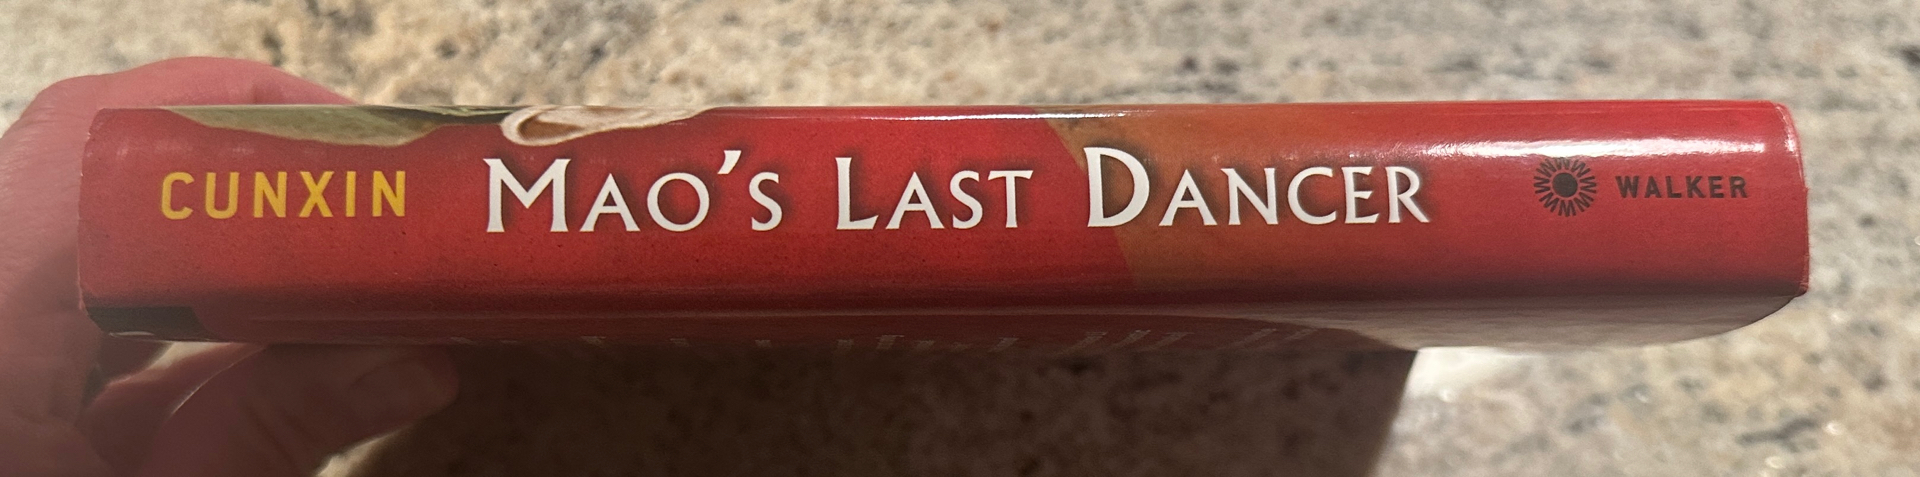 CUNXIN MAO'S LAST DANCER WALKER